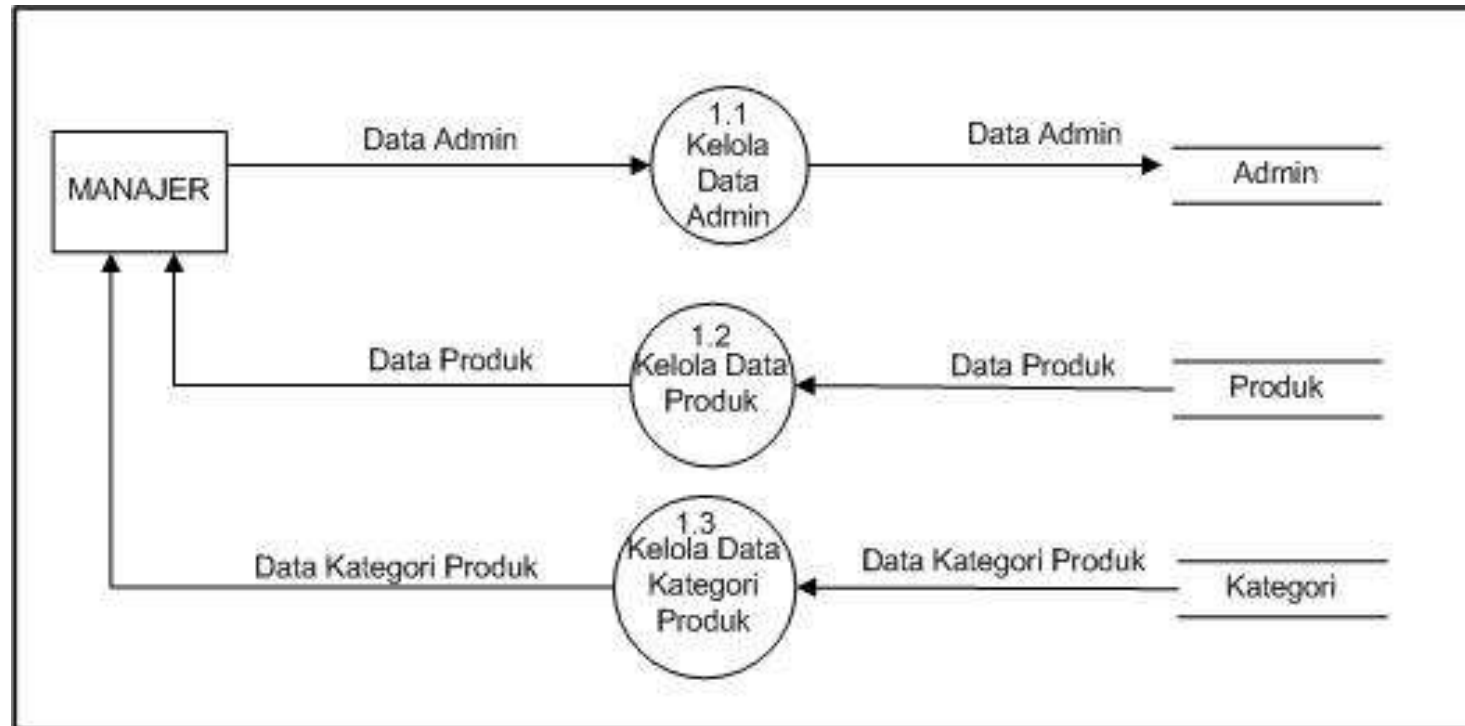 MANAJER
Data Admin
1.1
Kelola
Data
Admin
Data Admin
Admin
Data Produk
1.2
Kelola Data
Produk
Data Produk
Produk
Data Kategori Produk
1.3
Kelola Data
Kategori
Produk
Data Kategori Produk
Kategori